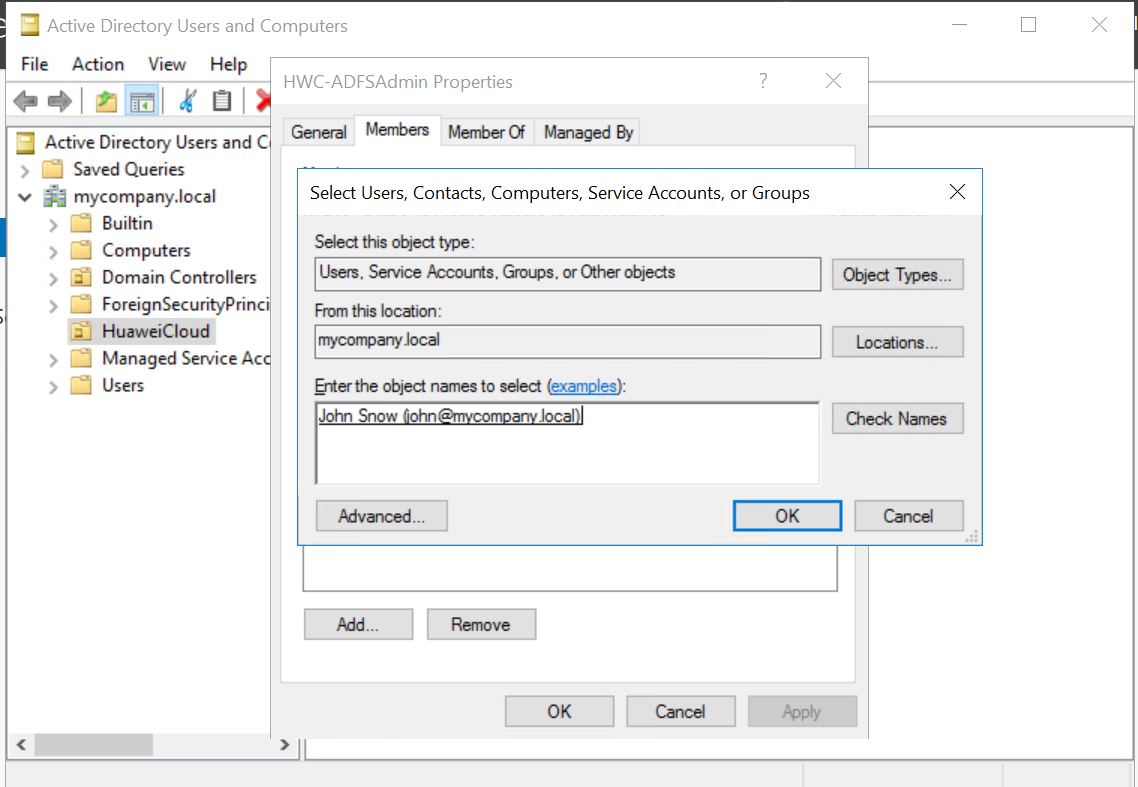 Active Directory Users and Computers
File Action View Help
HWC-ADFSAdmin Properties
?
General Members Member Of Managed By
Active Directory Users and C
Saved Queries
mycompany.local
Builtin
Computers
Domain Controllers
ForeignSecurityPrinci
HuaweiCloud
Managed Service Acc
Users
Select Users, Contacts, Computers, Service Accounts, or Groups
Select this object type:
Users, Service Accounts, Groups, or Other objects
Object Types...
From this location:
mycompany.local
Locations...
Enter the object names to select (examples):
John Snow (john@mycompany.local)
Check Names
Advanced... OK Cancel
Add... Remove
OK Cancel Apply